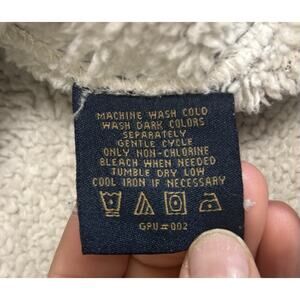 MACHINE WASH COLD
WASH DARK COLORS
SEPARATELY
GENTLE CYCLE
ONLY NON-CHLORINE
BLEACH WHEN NEEDED
TUMBLE DRY LOW
COOL IRON IF NECESSARY
GPU#002